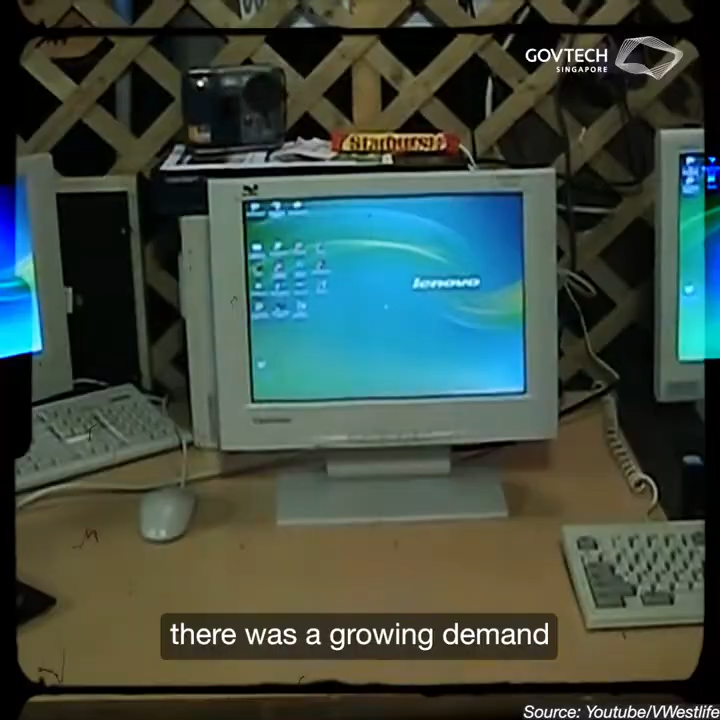 GOVTECH
SINGAPORE
Starburst
lenovo
there was a growing demand
Source: Youtube/VWestlife